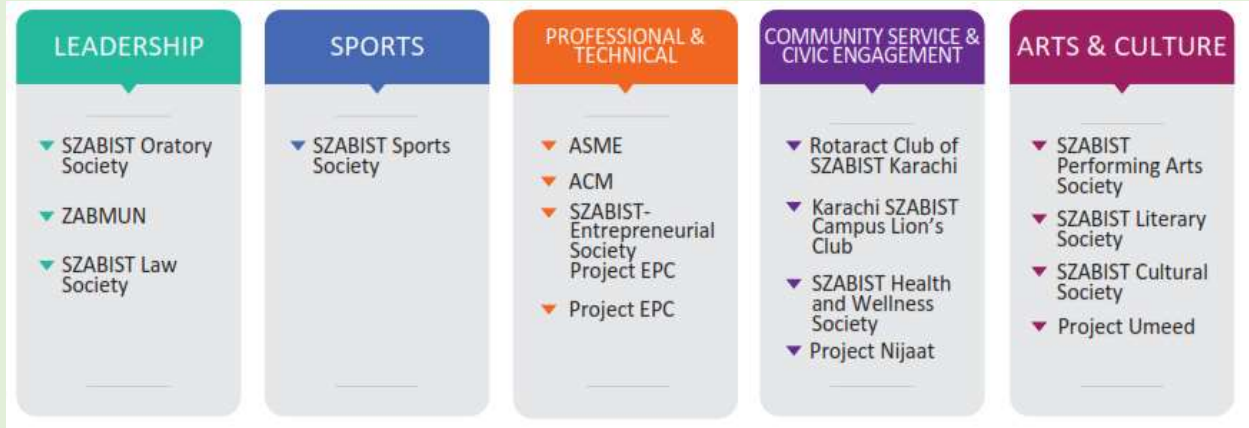 LEADERSHIP
SZABIST Oratory
Society
ZABMUN
SZABIST Law
Society
SPORTS
SZABIST Sports
Society
PROFESSIONAL &
TECHNICAL
ASME
ACM
SZABIST-
Entrepreneurial
Society
Project EPC
Project EPC
COMMUNITY SERVICE &
CIVIC ENGAGEMENT
Rotaract Club of
SZABIST Karachi
Karachi SZABIST
Campus Lion's
Club
SZABIST Health
and Wellness
Society
Project Nijaat
ARTS & CULTURE
SZABIST
Performing Arts
Society
SZABIST Literary
Society
SZABIST Cultural
Society
Project Umeed